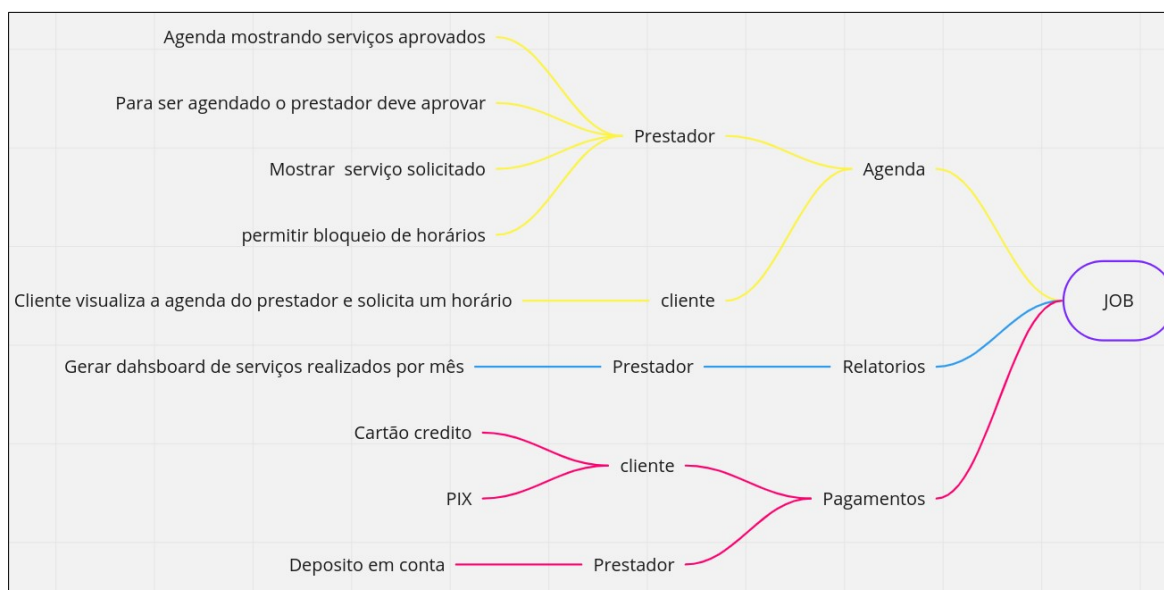 Agenda mostrando serviços aprovados
Para ser agendado o prestador deve aprovar
Prestador
Mostrar serviço solicitado
Agenda
permitir bloqueio de horários
Cliente visualiza a agenda do prestador e solicita um horário
cliente
JOB
Gerar dahsboard de serviços realizados por mês
Prestador
Relatorios
Cartão credito
cliente
PIX
Pagamentos
Deposito em conta
Prestador